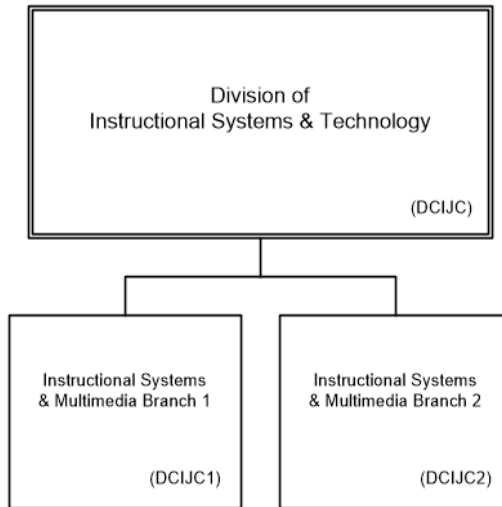 Division of
Instructional Systems & Technology
(DCIJC)
Instructional Systems
& Multimedia Branch 1
(DCIJC1)
Instructional Systems
& Multimedia Branch 2
(DCIJC2)